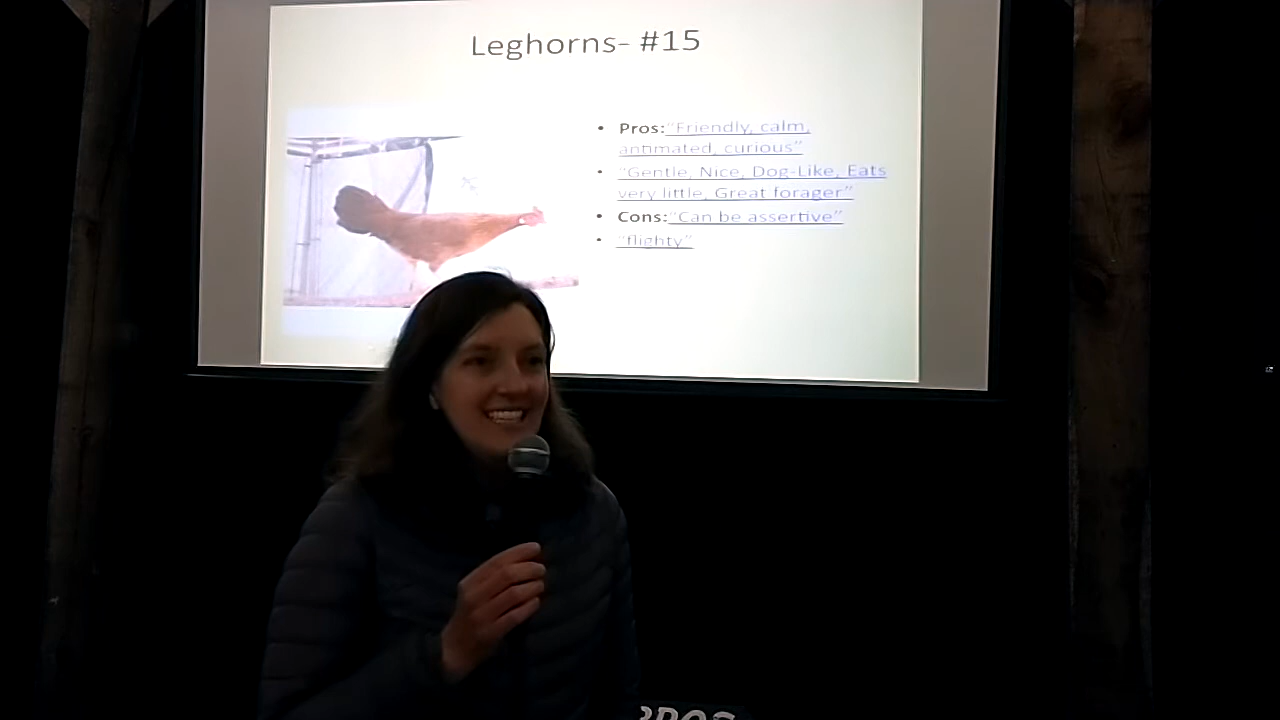 Leghorns- #15
• Pros:"Friendly, calm,
animated, curious"
• "Gentle, Nice, Dog-Like, Eats
very little, Great forager"
• Cons:"Can be assertive"
• "flighty"